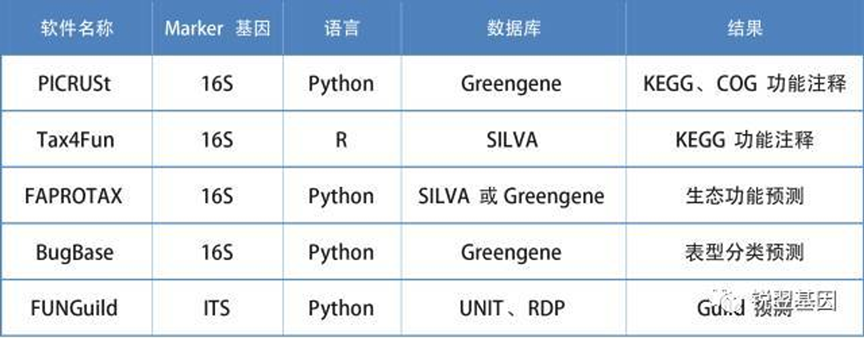 软件名称 Marker 基因 语言 数据库 结果
PICRUSt 16S Python Greengene KEGG、COG 功能注释
Tax4Fun 16S R SILVA KEGG 功能注释
FAPROTAX 16S Python SILVA 或 Greengene 生态功能预测
BugBase 16S Python Greengene 表型分类预测
FUNGuild ITS Python UNIT、RDP Guild 预测
锐翌基因